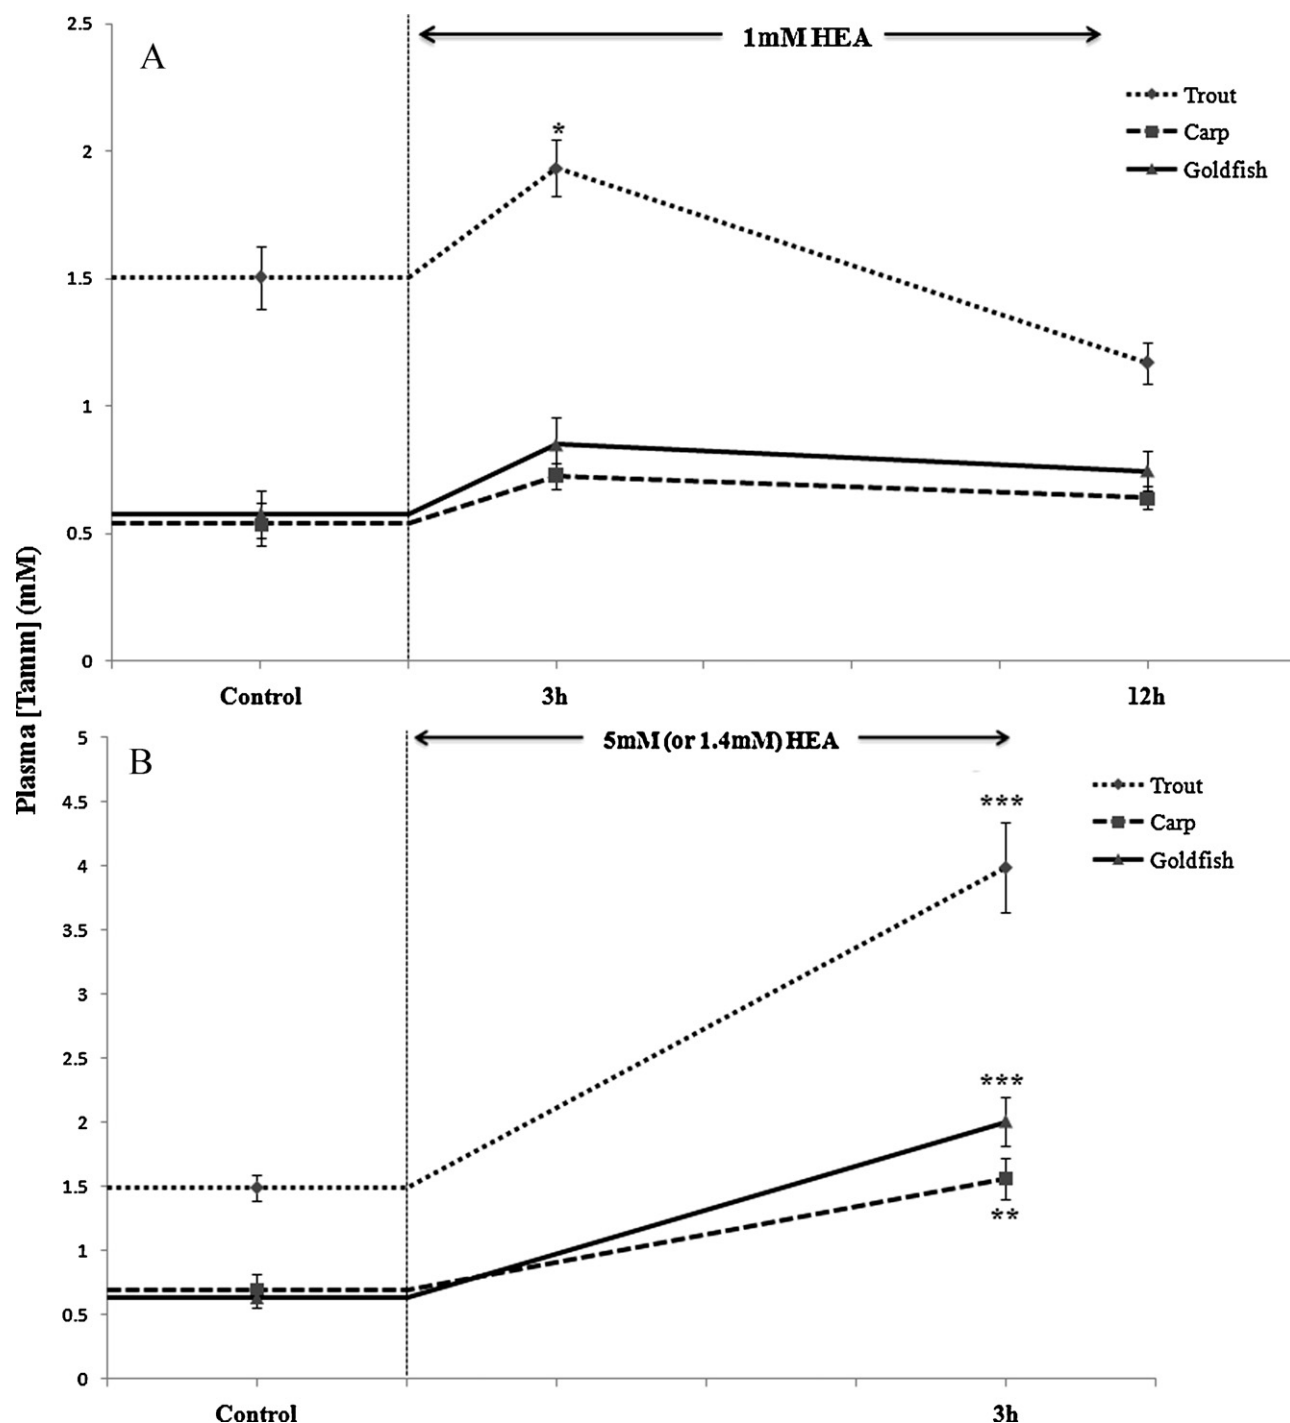 2.5
A
1mM HEA
Trout
Carp
Goldfish
*
2
1.5
1
0.5
0
Control 3h 12h
Plasma [Tamm] (mM)
5
B
5mM (or 1.4mM) HEA
Trout
Carp
Goldfish
4.5
***
4
3.5
3
2.5
***
2
1.5
**
1
0.5
0
Control 3h